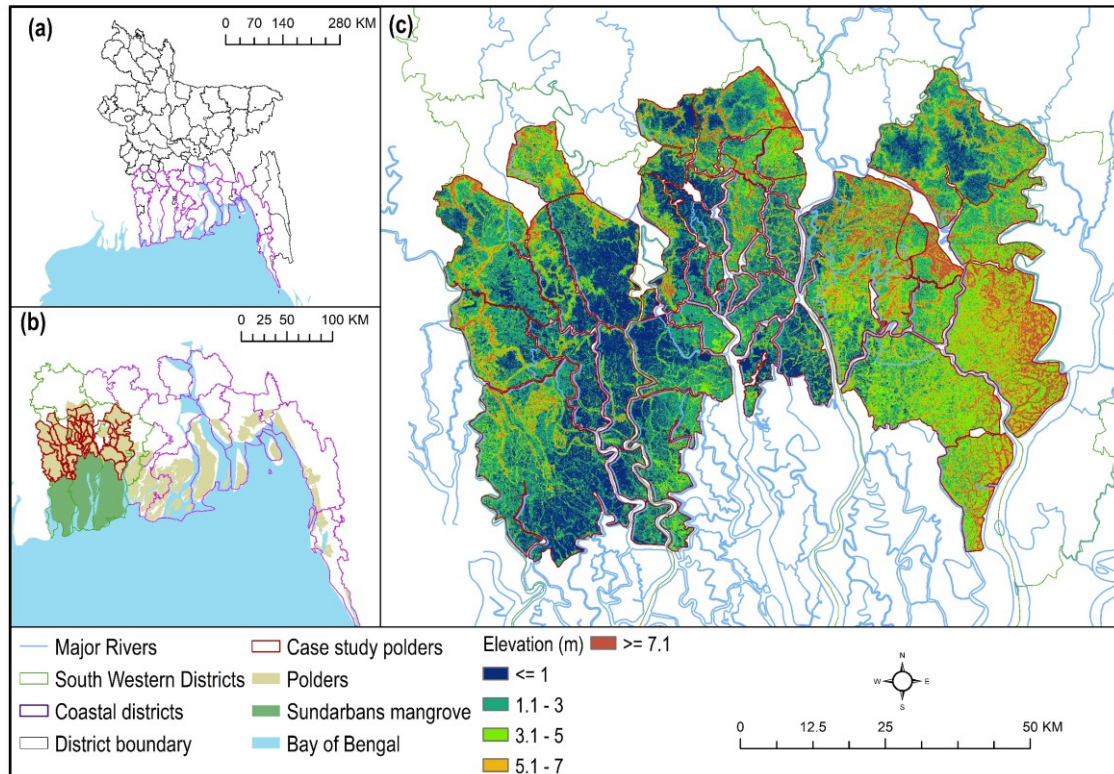 (a)
0 70 140 280 KM
(b)
0 25 50 100 KM
(c)
Major Rivers
South Western Districts
Coastal districts
District boundary
Case study polders
Polders
Sundarbans mangrove
Bay of Bengal
Elevation (m)
<= 1
1.1 - 3
3.1 - 5
5.1 - 7
>= 7.1
N
W E
S
0 12.5 25 50 KM